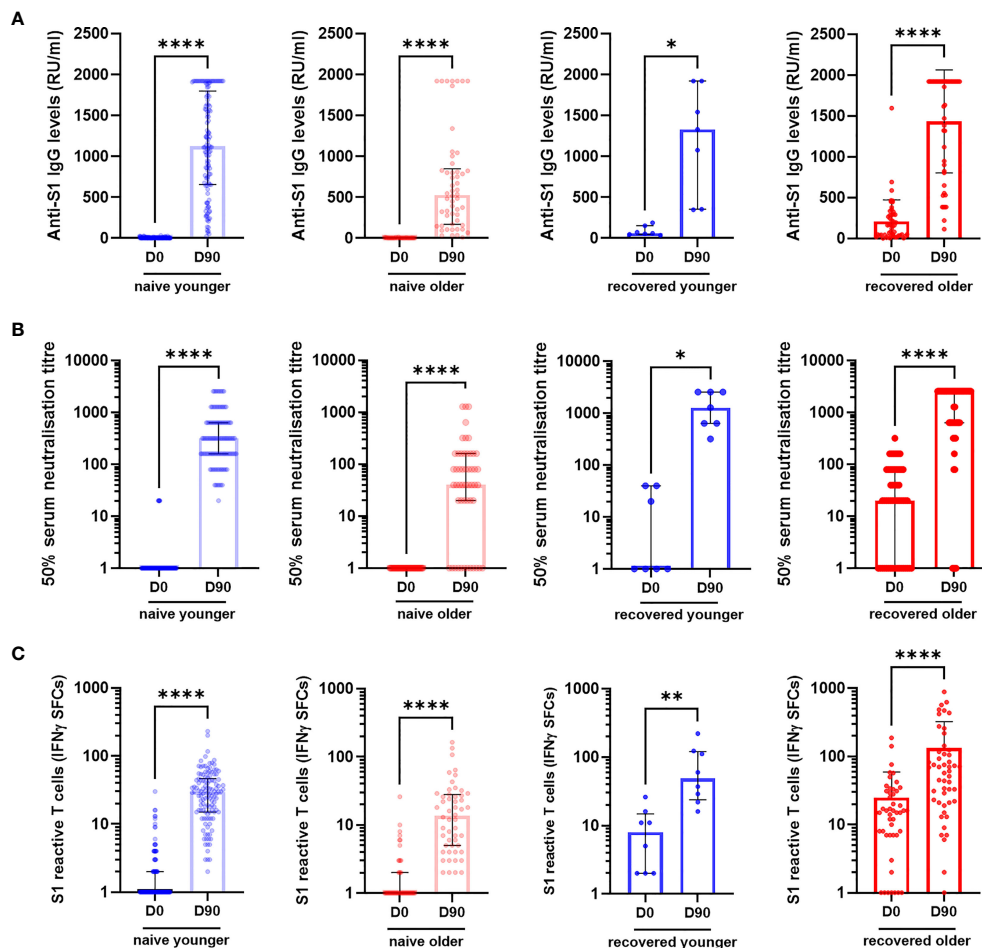 A
Anti-S1 IgG levels (RU/ml)
2500
2000
1500
1000
500
0
****
D0 D90
naive younger
Anti-S1 IgG levels (RU/ml)
2500
2000
1500
1000
500
0
****
D0 D90
naive older
Anti-S1 IgG levels (RU/ml)
2500
2000
1500
1000
500
0
*
D0 D90
recovered younger
Anti-S1 IgG levels (RU/ml)
2500
2000
1500
1000
500
0
****
D0 D90
recovered older
B
50% serum neutralisation titre
10000
1000
100
10
1
****
D0 D90
naive younger
50% serum neutralisation titre
10000
1000
100
10
1
****
D0 D90
naive older
50% serum neutralisation titre
10000
1000
100
10
1
*
D0 D90
recovered younger
50% serum neutralisation titre
10000
1000
100
10
1
****
D0 D90
recovered older
C
S1 reactive T cells (IFNγ SFCs)
1000
100
10
1
****
D0 D90
naive younger
S1 reactive T cells (IFNγ SFCs)
1000
100
10
1
****
D0 D90
naive older
S1 reactive T cells (IFNγ SFCs)
1000
100
10
1
**
D0 D90
recovered younger
S1 reactive T cells (IFNγ SFCs)
1000
100
10
1
****
D0 D90
recovered older